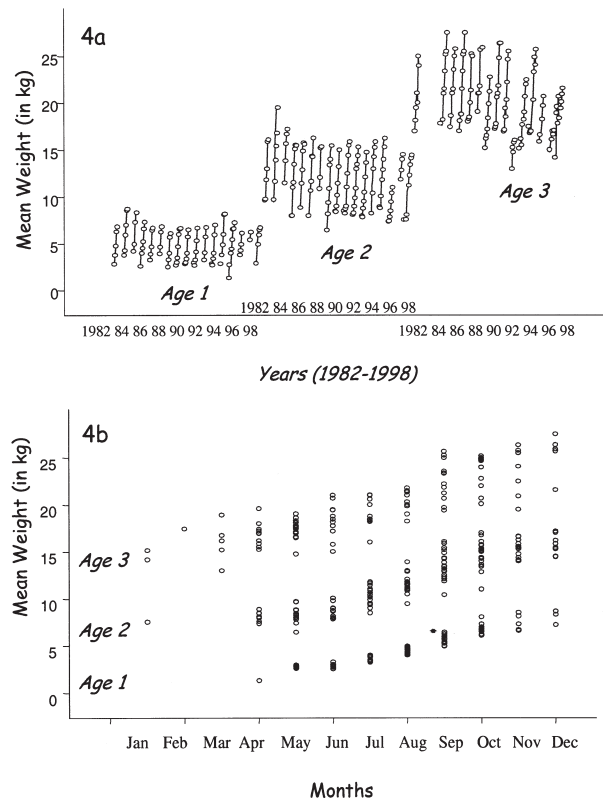 4a
25
20
15
10
5
0
Mean Weight (in kg)
Age 1
Age 2
Age 3
1982 84 86 88 90 92 94 96 98
1982 84 86 88 90 92 94 96 98
1982 84 86 88 90 92 94 96 98
Years (1982-1998)
4b
25
20
15
10
5
0
Mean Weight (in kg)
Age 3
Age 2
Age 1
Jan Feb Mar Apr May Jun Jul Aug Sep Oct Nov Dec
Months